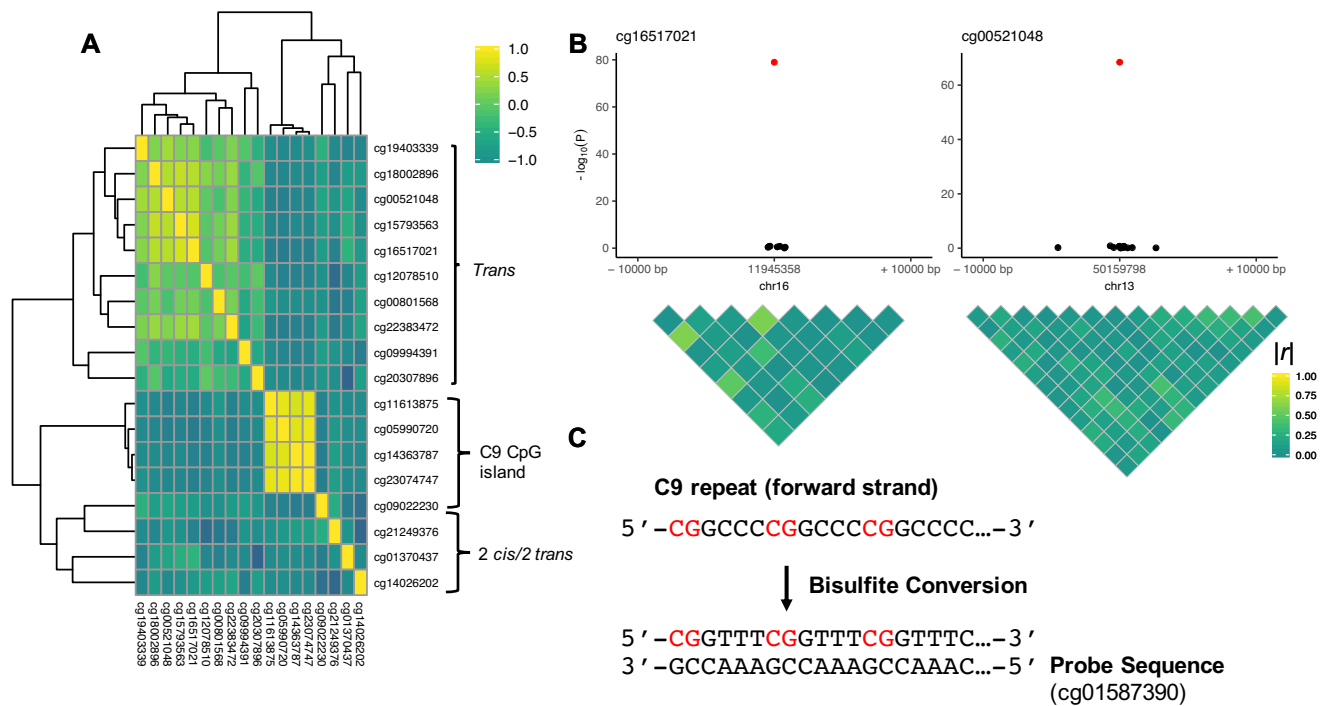 A
1.0
0.5
0.0
−0.5
−1.0
cg19403339
cg18002896
cg00521048
cg15793563
cg16517021
cg12078510
cg00801568
cg22383472
cg09994391
cg20307896
cg11613875
cg05990720
cg14363787
cg23074747
cg09022230
cg21249376
cg01370437
cg14026202
Trans
C9 CpG
island
2 cis/2 trans
cg19403339
cg18002896
cg00521048
cg15793563
cg16517021
cg12078510
cg00801568
cg22383472
cg09994391
cg20307896
cg11613875
cg05990720
cg14363787
cg23074747
cg09022230
cg21249376
cg01370437
cg14026202
B
cg16517021
80
60
40
20
0
- log10(P)
− 10000 bp
11945358
+ 10000 bp
chr16
cg00521048
60
40
20
0
− 10000 bp
50159798
+ 10000 bp
chr13
|r|
1.00
0.75
0.50
0.25
0.00
C
C9 repeat (forward strand)
5′-CGGCCCCGGCCCCGGCCCC…-3′
Bisulfite Conversion
5′-CGGTTTCGGTTTCGGTTTC…-3′
3′-GCCAAAGCCAAAGCCAAAC…-5′
Probe Sequence
(cg01587390)